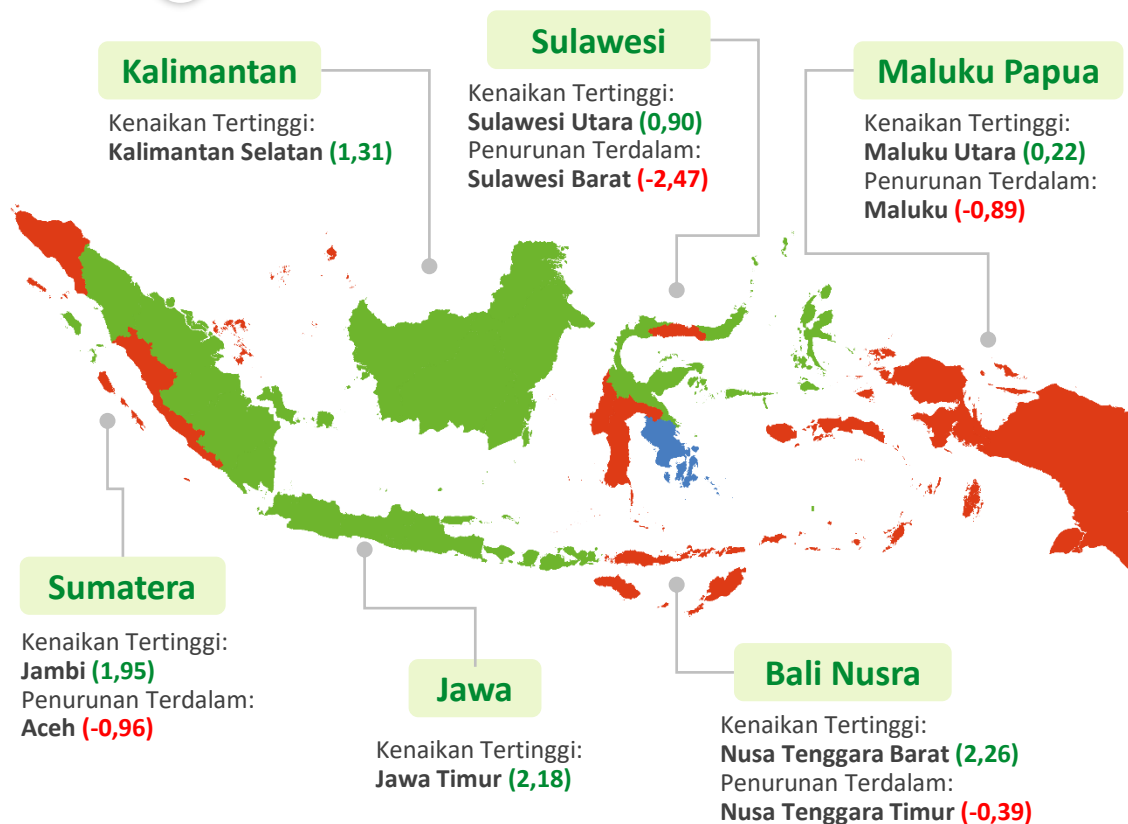 Kalimantan
Kenaikan Tertinggi:
Kalimantan Selatan (1,31)
Sulawesi
Kenaikan Tertinggi:
Sulawesi Utara (0,90)
Penurunan Terdalam:
Sulawesi Barat (-2,47)
Maluku Papua
Kenaikan Tertinggi:
Maluku Utara (0,22)
Penurunan Terdalam:
Maluku (-0,89)
Sumatera
Kenaikan Tertinggi:
Jambi (1,95)
Penurunan Terdalam:
Aceh (-0,96)
Jawa
Kenaikan Tertinggi:
Jawa Timur (2,18)
Bali Nusra
Kenaikan Tertinggi:
Nusa Tenggara Barat (2,26)
Penurunan Terdalam:
Nusa Tenggara Timur (-0,39)